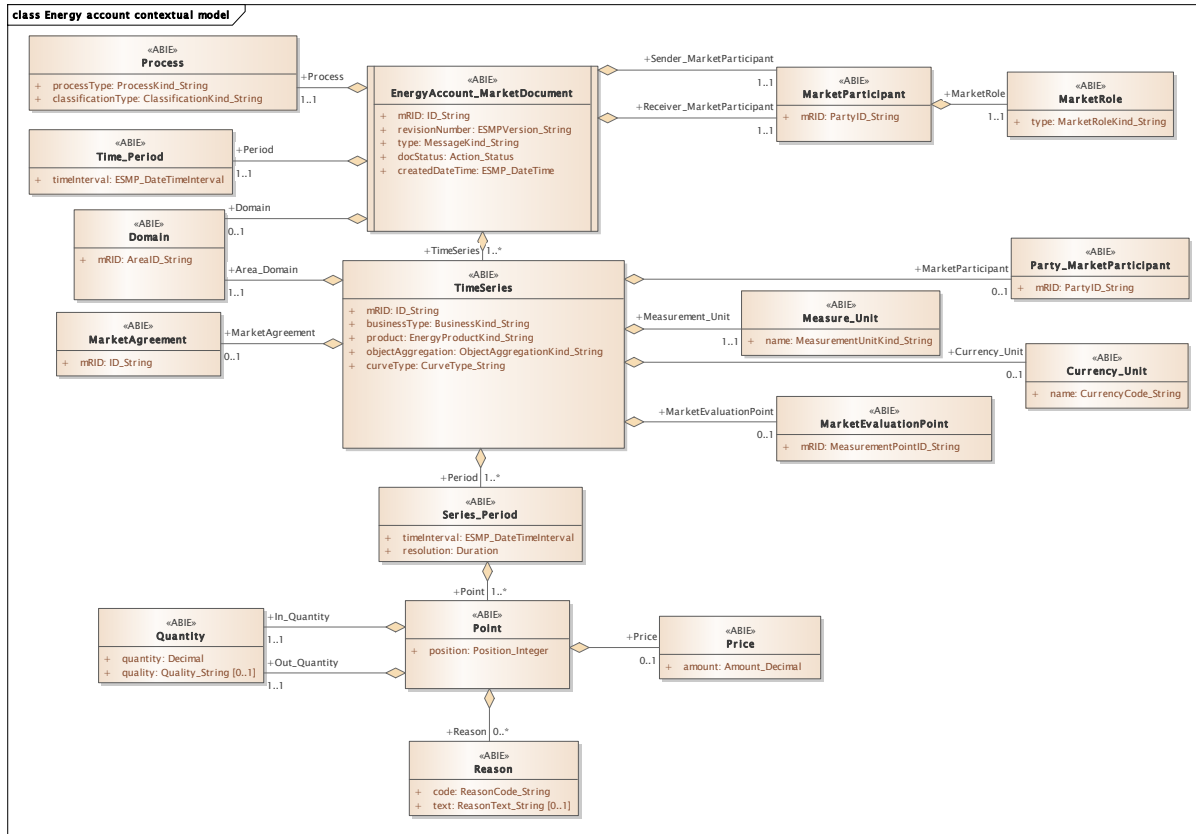 class Energy account contextual model
«ABIE»
Process
+ processType: ProcessKind_String
+ classificationType: ClassificationKind_String
+Process
1..1
«ABIE»
EnergyAccount_MarketDocument
+ mRID: ID_String
+ revisionNumber: ESMPVersion_String
+ type: MessageKind_String
+ docStatus: Action_Status
+ createdDateTime: ESMP_DateTime
+Sender_MarketParticipant
1..1
+Receiver_MarketParticipant
1..1
«ABIE»
MarketParticipant
+ mRID: PartyID_String
+MarketRole
1..1
«ABIE»
MarketRole
+ type: MarketRoleKind_String
«ABIE»
Time_Period
+ timeInterval: ESMP_DateTimeInterval
+Period
1..1
«ABIE»
Domain
+ mRID: AreaID_String
+Domain
0..1
+Area_Domain
1..1
+TimeSeries 1..*
«ABIE»
TimeSeries
+ mRID: ID_String
+ businessType: BusinessKind_String
+ product: EnergyProductKind_String
+ objectAggregation: ObjectAggregationKind_String
+ curveType: CurveType_String
+MarketParticipant
0..1
«ABIE»
Party_MarketParticipant
+ mRID: PartyID_String
«ABIE»
MarketAgreement
+ mRID: ID_String
+MarketAgreement
0..1
+Measurement_Unit
1..1
«ABIE»
Measure_Unit
+ name: MeasurementUnitKind_String
+Currency_Unit
0..1
«ABIE»
Currency_Unit
+ name: CurrencyCode_String
+MarketEvaluationPoint
0..1
«ABIE»
MarketEvaluationPoint
+ mRID: MeasurementPointID_String
+Period 1..*
«ABIE»
Series_Period
+ timeInterval: ESMP_DateTimeInterval
+ resolution: Duration
+Point 1..*
«ABIE»
Quantity
+ quantity: Decimal
+ quality: Quality_String [0..1]
+In_Quantity
1..1
+Out_Quantity
1..1
«ABIE»
Point
+ position: Position_Integer
+Price
0..1
«ABIE»
Price
+ amount: Amount_Decimal
+Reason 0..*
«ABIE»
Reason
+ code: ReasonCode_String
+ text: ReasonText_String [0..1]